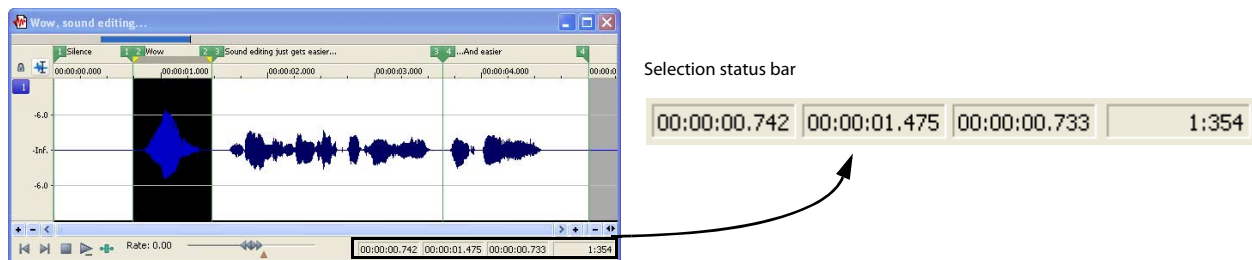 Wow, sound editing...
1 Silence 1 2 Wow 2 3 Sound editing just gets easier... 3 4 ...And easier 4
00:00:00.000 00:00:01.000 00:00:02.000 00:00:03.000 00:00:04.000 00:00:0
1
-6.0
-Inf.
-6.0
Rate: 0.00 00:00:00.742 00:00:01.475 00:00:00.733 1:354
Selection status bar
00:00:00.742 00:00:01.475 00:00:00.733 1:354